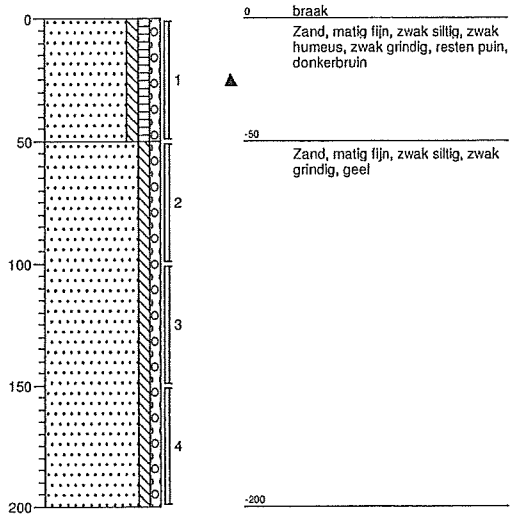 0
50
100
150
200
1
2
3
4
0 braak
Zand, matig fijn, zwak siltig, zwak
humeus, zwak grindig, resten puin,
donkerbruin
-50
Zand, matig fijn, zwak siltig, zwak
grindig, geel
-200